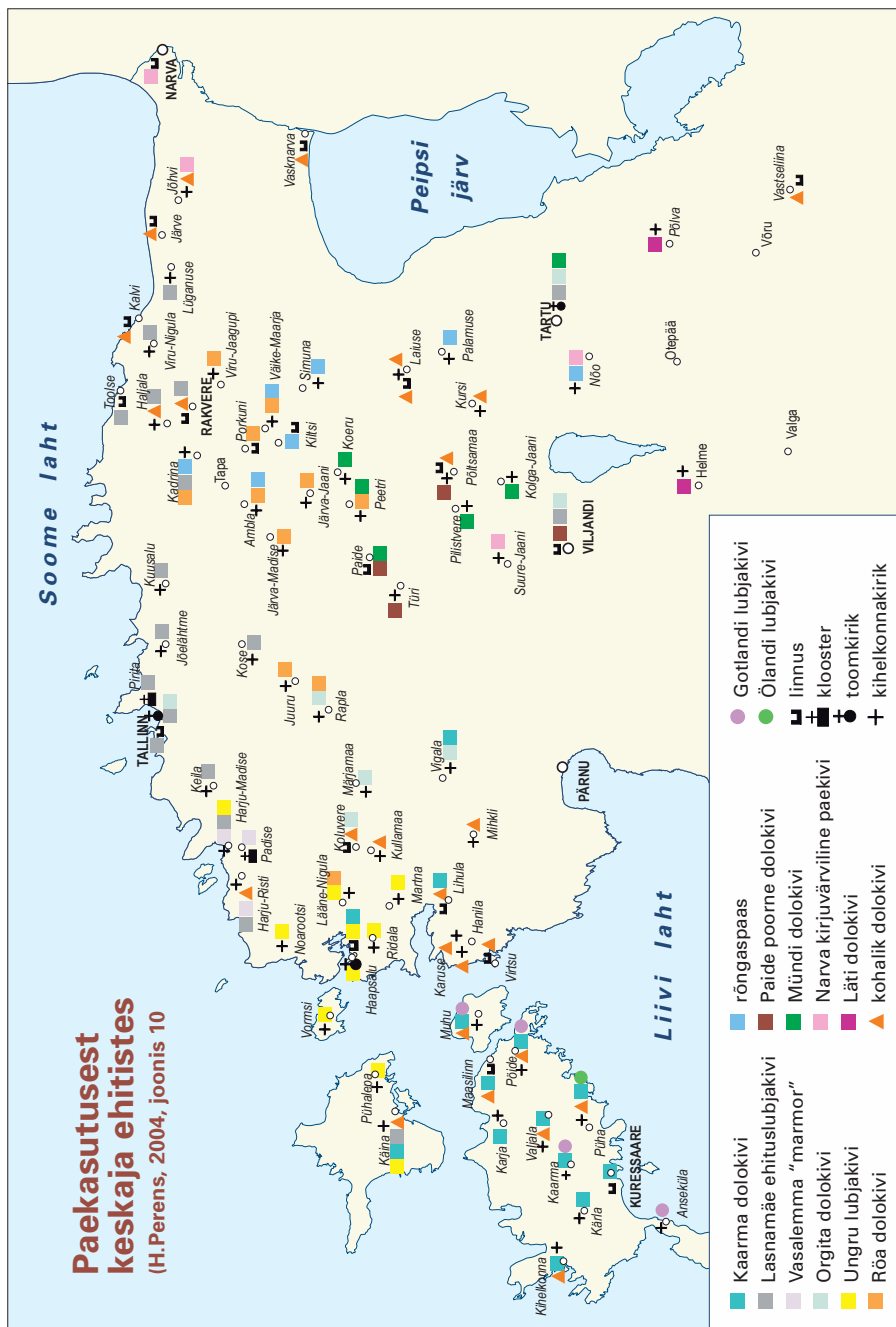 Paekasutusest
keskaja ehitistes
(H.Perens, 2004, joonis 10
Soome laht
Liivi laht
Peipsi
järv
NARVA
Vasknarva
Jõhvi
Järve
Lüganuse
Kalvi
Viru-Nigula
Toolse
Haljala
RAKVERE
Viru-Jaagupi
Väike-Maarja
Simuna
Kiltsi
Porkuni
Kadrina
Tapa
Ambla
Järva-Jaani
Koeru
Peetri
Järva-Madise
Paide
Türi
Laiuse
Palamuse
Kursi
Põltsamaa
Pilistvere
Kolga-Jaani
Suure-Jaani
VILJANDI
TARTU
Nõo
Otepää
Põlva
Võru
Vastseliina
Valga
Helme
Kuusalu
Jõelähtme
Pirita
TALLINN
Kose
Juuru
Rapla
Keila
Harju-Madise
Padise
Harju-Risti
Noarootsi
Märjamaa
Koluvere
Kullamaa
Lääne-Nigula
Martna
Ridala
Haapsalu
Vigala
Mihkli
Lihula
Hanila
Karuse
Virtsu
PÄRNU
Vormsi
Pühalepa
Käina
Muhu
Maasilinn
Pöide
Karja
Valjala
Püha
Kaarma
KURESSAARE
Kärla
Kihelkonna
Anseküla
Kaarma dolokivi
Lasnamäe ehituslubjakivi
Vasalemma "marmor"
Orgita dolokivi
Ungru lubjakivi
Röa dolokivi
rõngaspaas
Paide poorne dolokivi
Mündi dolokivi
Narva kirjuvärviline paekivi
Läti dolokivi
kohalik dolokivi
Gotlandi lubjakivi
Ölandi lubjakivi
linnus
klooster
toomkirik
kihelkonnakirik